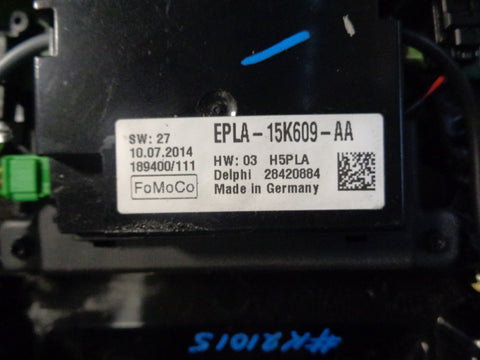 EPLA-15K609-AA
SW: 27
10.07.2014
189400/111
FoMoCo
HW: 03 H5PLA
Delphi 28420884
Made in Germany
#K21015